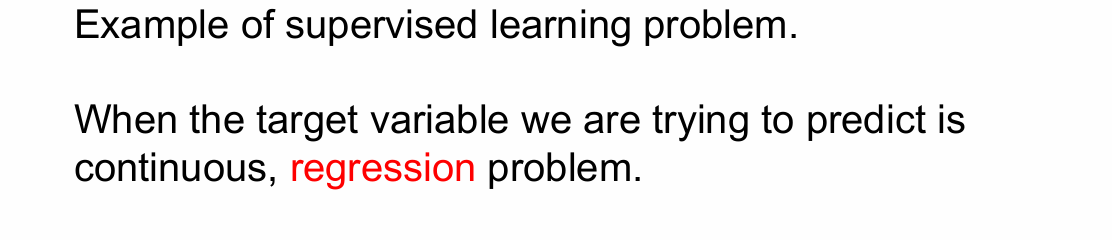 Example of supervised learning problem.
When the target variable we are trying to predict is
continuous, regression problem.